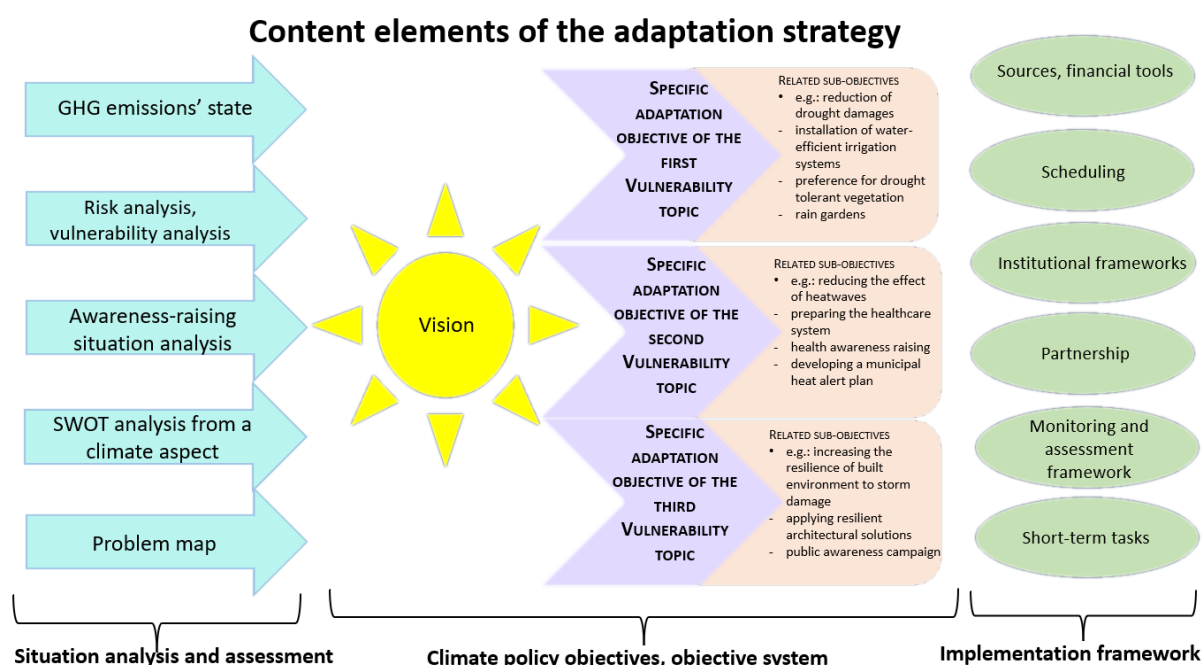 Content elements of the adaptation strategy
GHG emissions' state
Risk analysis,
vulnerability analysis
Awareness-raising
situation analysis
SWOT analysis from a
climate aspect
Problem map
Vision
SPECIFIC
ADAPTATION
OBJECTIVE OF THE
FIRST
VULNERABILITY
TOPIC
RELATED SUB-OBJECTIVES
• e.g.: reduction of
drought damages
- installation of water-
efficient irrigation
systems
- preference for drought
tolerant vegetation
- rain gardens
SPECIFIC
ADAPTATION
OBJECTIVE OF THE
SECOND
VULNERABILITY
TOPIC
RELATED SUB-OBJECTIVES
• e.g.: reducing the effect
of heatwaves
- preparing the healthcare
system
- health awareness raising
- developing a municipal
heat alert plan
SPECIFIC
ADAPTATION
OBJECTIVE OF THE
THIRD
VULNERABILITY
TOPIC
RELATED SUB-OBJECTIVES
• e.g.: increasing the
resilience of built
environment to storm
damage
- applying resilient
architectural solutions
- public awareness campaign
Sources, financial tools
Scheduling
Institutional frameworks
Partnership
Monitoring and
assessment
framework
Short-term tasks
Situation analysis and assessment
Climate policy objectives, objective system
Implementation framework